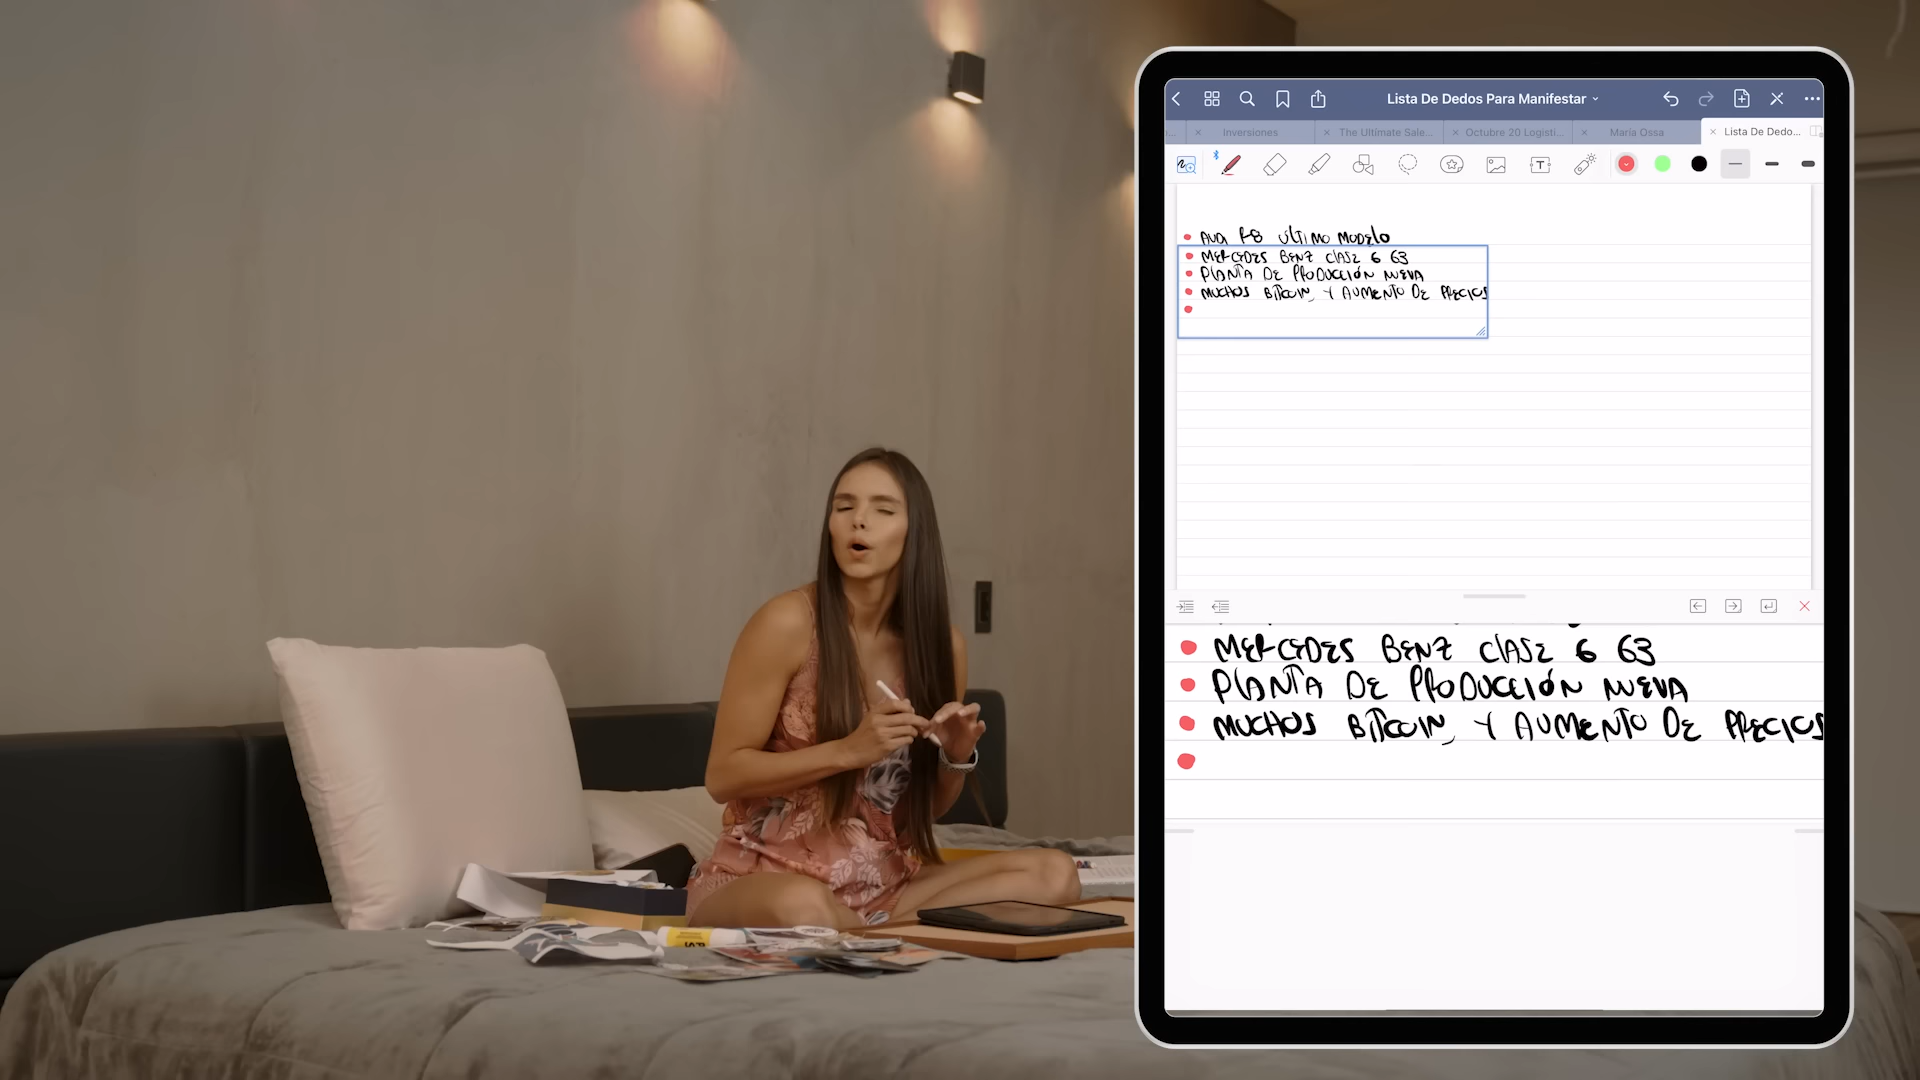 Lista De Dedos Para Manifestar
Inversiones
The Ultimate Sale...
Octubre 20 Logisti...
María Ossa
Lista De Dedo...
AUDI R8 ÚLTIMO MODELO
MERCEDES BENZ CLASE G 63
PLANTA DE PRODUCCIÓN NUEVA
MUCHOS BITCOIN, Y AUMENTO DE PRECIOS
MERCEDES BENZ CLASE G 63
PLANTA DE PRODUCCIÓN NUEVA
MUCHOS BITCOIN, Y AUMENTO DE PRECIOS